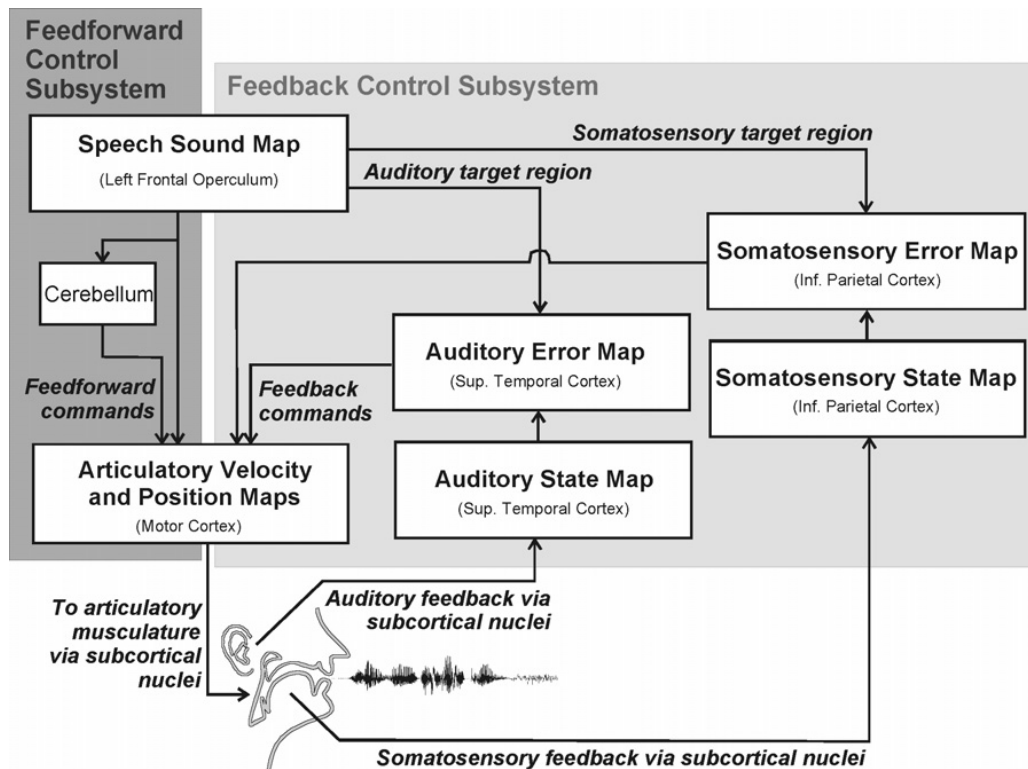 Feedforward
Control
Subsystem
Feedback Control Subsystem
Speech Sound Map
(Left Frontal Operculum)
Somatosensory target region
Auditory target region
Somatosensory Error Map
(Inf. Parietal Cortex)
Cerebellum
Auditory Error Map
(Sup. Temporal Cortex)
Somatosensory State Map
(Inf. Parietal Cortex)
Feedforward
commands
Feedback
commands
Articulatory Velocity
and Position Maps
(Motor Cortex)
Auditory State Map
(Sup. Temporal Cortex)
To articulatory
musculature
via subcortical
nuclei
Auditory feedback via
subcortical nuclei
Somatosensory feedback via subcortical nuclei